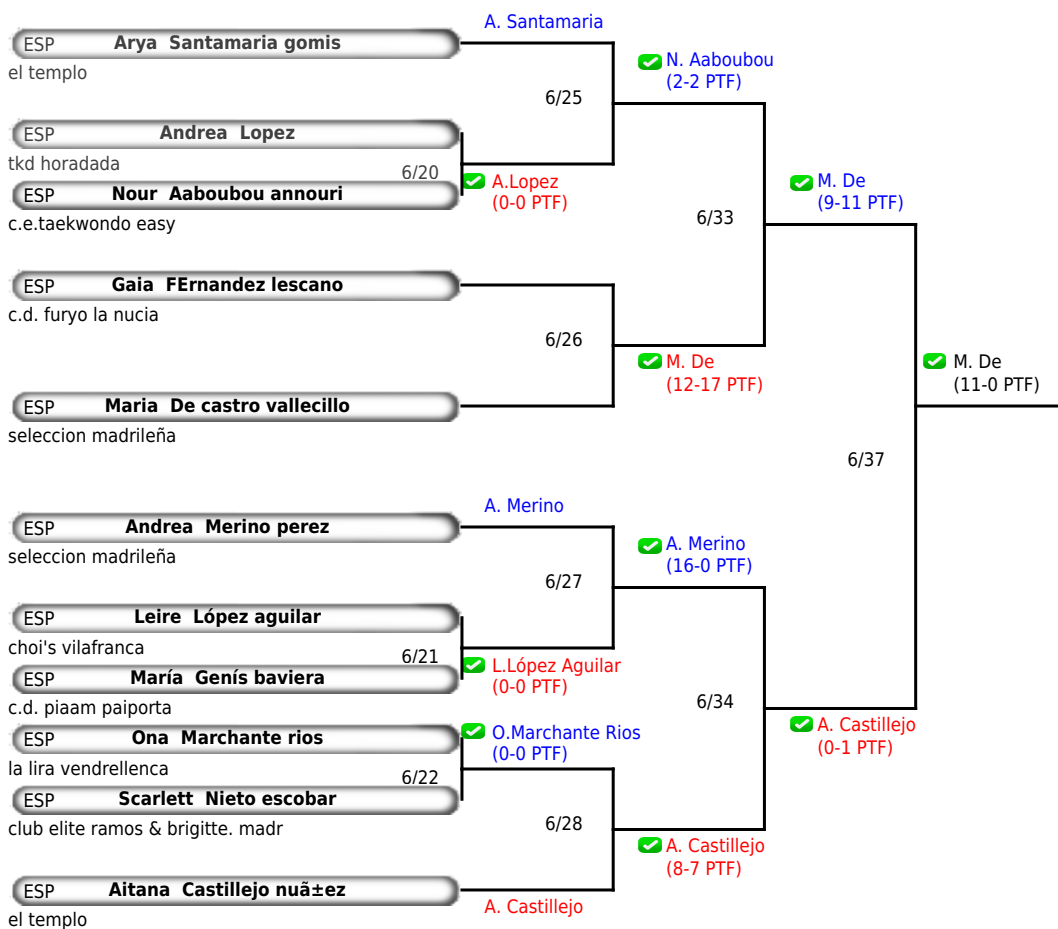 A. Santamaria
ESP Arya Santamaria gomis
el templo
N. Aaboubou
(2-2 PTF)
6/25
ESP Andrea Lopez
tkd horadada
6/20
A.Lopez
(0-0 PTF)
ESP Nour Aaboubou annouri
c.e.taekwondo easy
M. De
(9-11 PTF)
6/33
ESP Gaia FErnandez lescano
c.d. furyo la nucia
6/26
M. De
(12-17 PTF)
M. De
(11-0 PTF)
ESP Maria De castro vallecillo
seleccion madrileña
6/37
A. Merino
ESP Andrea Merino perez
seleccion madrileña
A. Merino
(16-0 PTF)
6/27
ESP Leire López aguilar
choi's vilafranca
6/21
L.López Aguilar
(0-0 PTF)
ESP María Genís baviera
c.d. piaam paiporta
6/34
ESP Ona Marchante rios
la lira vendrellenca
O.Marchante Rios
(0-0 PTF)
A. Castillejo
(0-1 PTF)
6/22
ESP Scarlett Nieto escobar
club elite ramos & brigitte. madr
6/28
A. Castillejo
(8-7 PTF)
ESP Aitana Castillejo nuã±ez
el templo
A. Castillejo